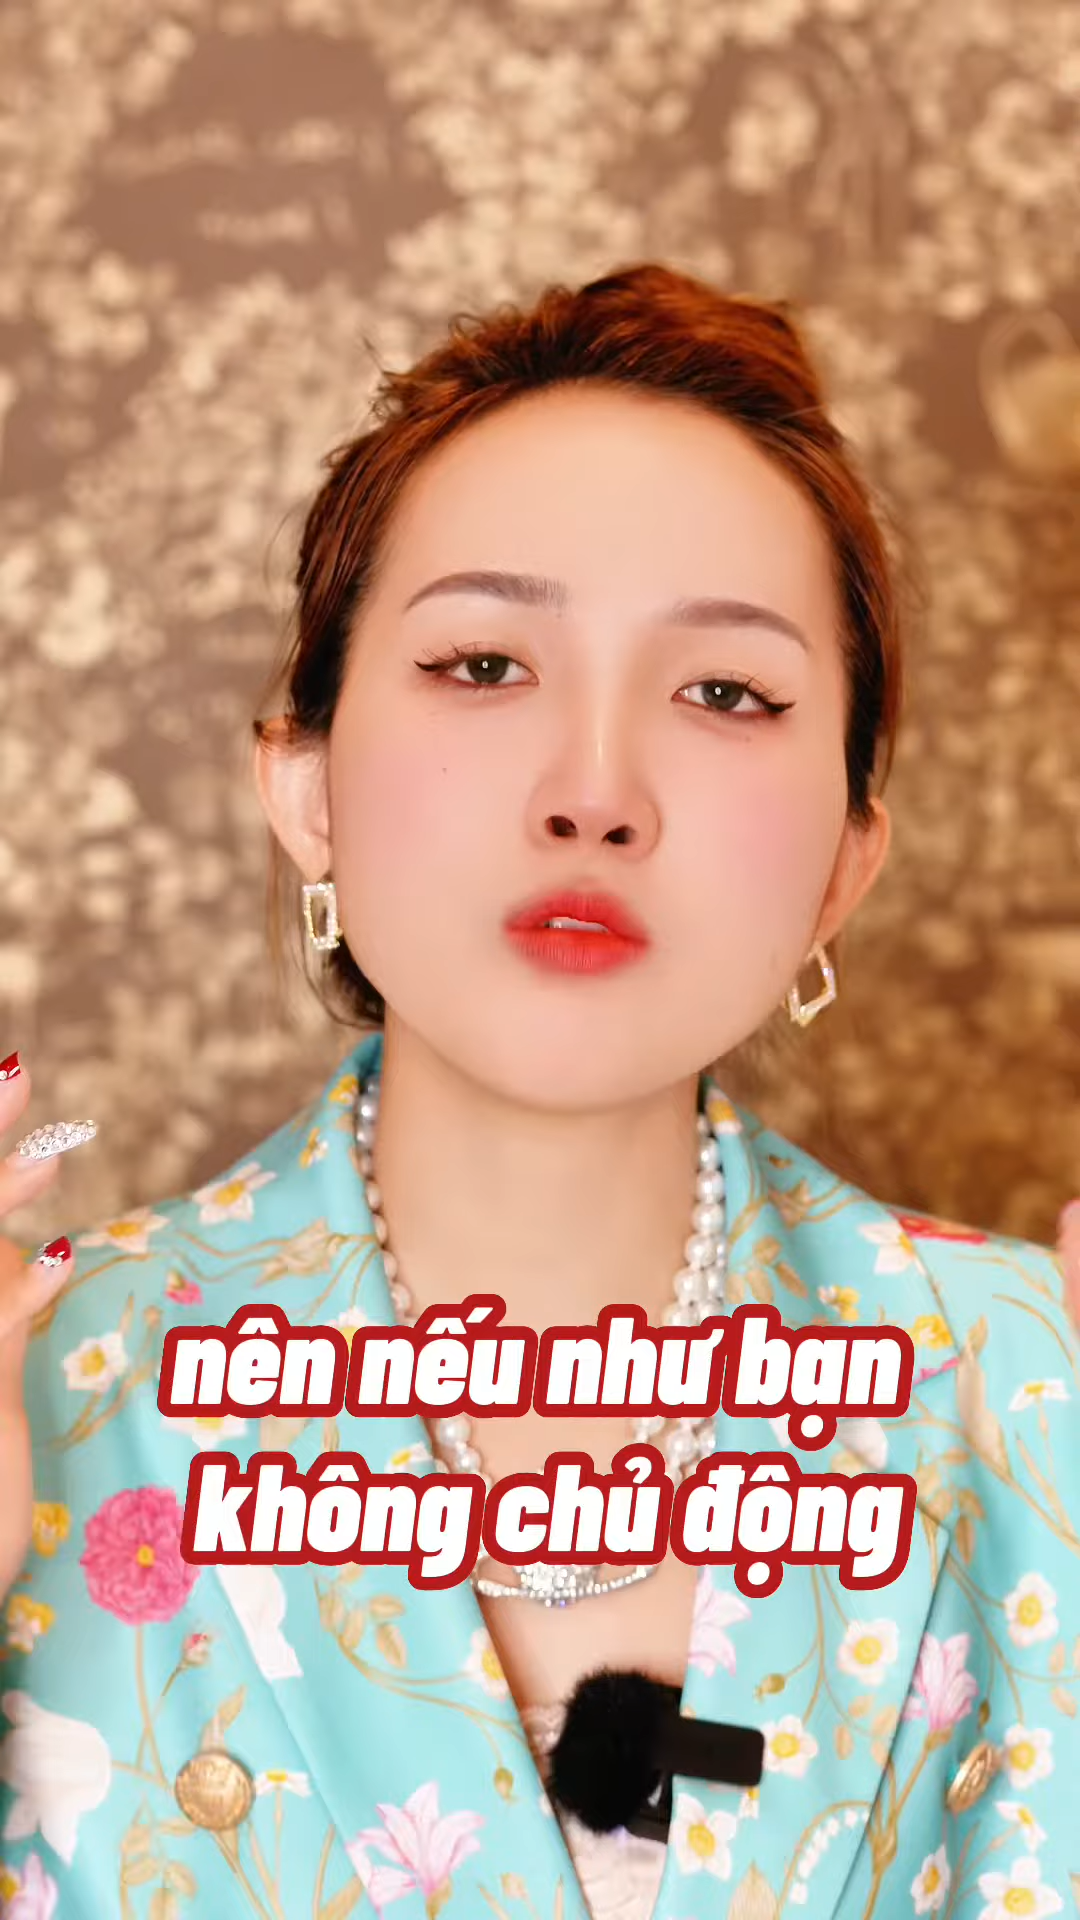 nên nếu như bạn
không chủ động